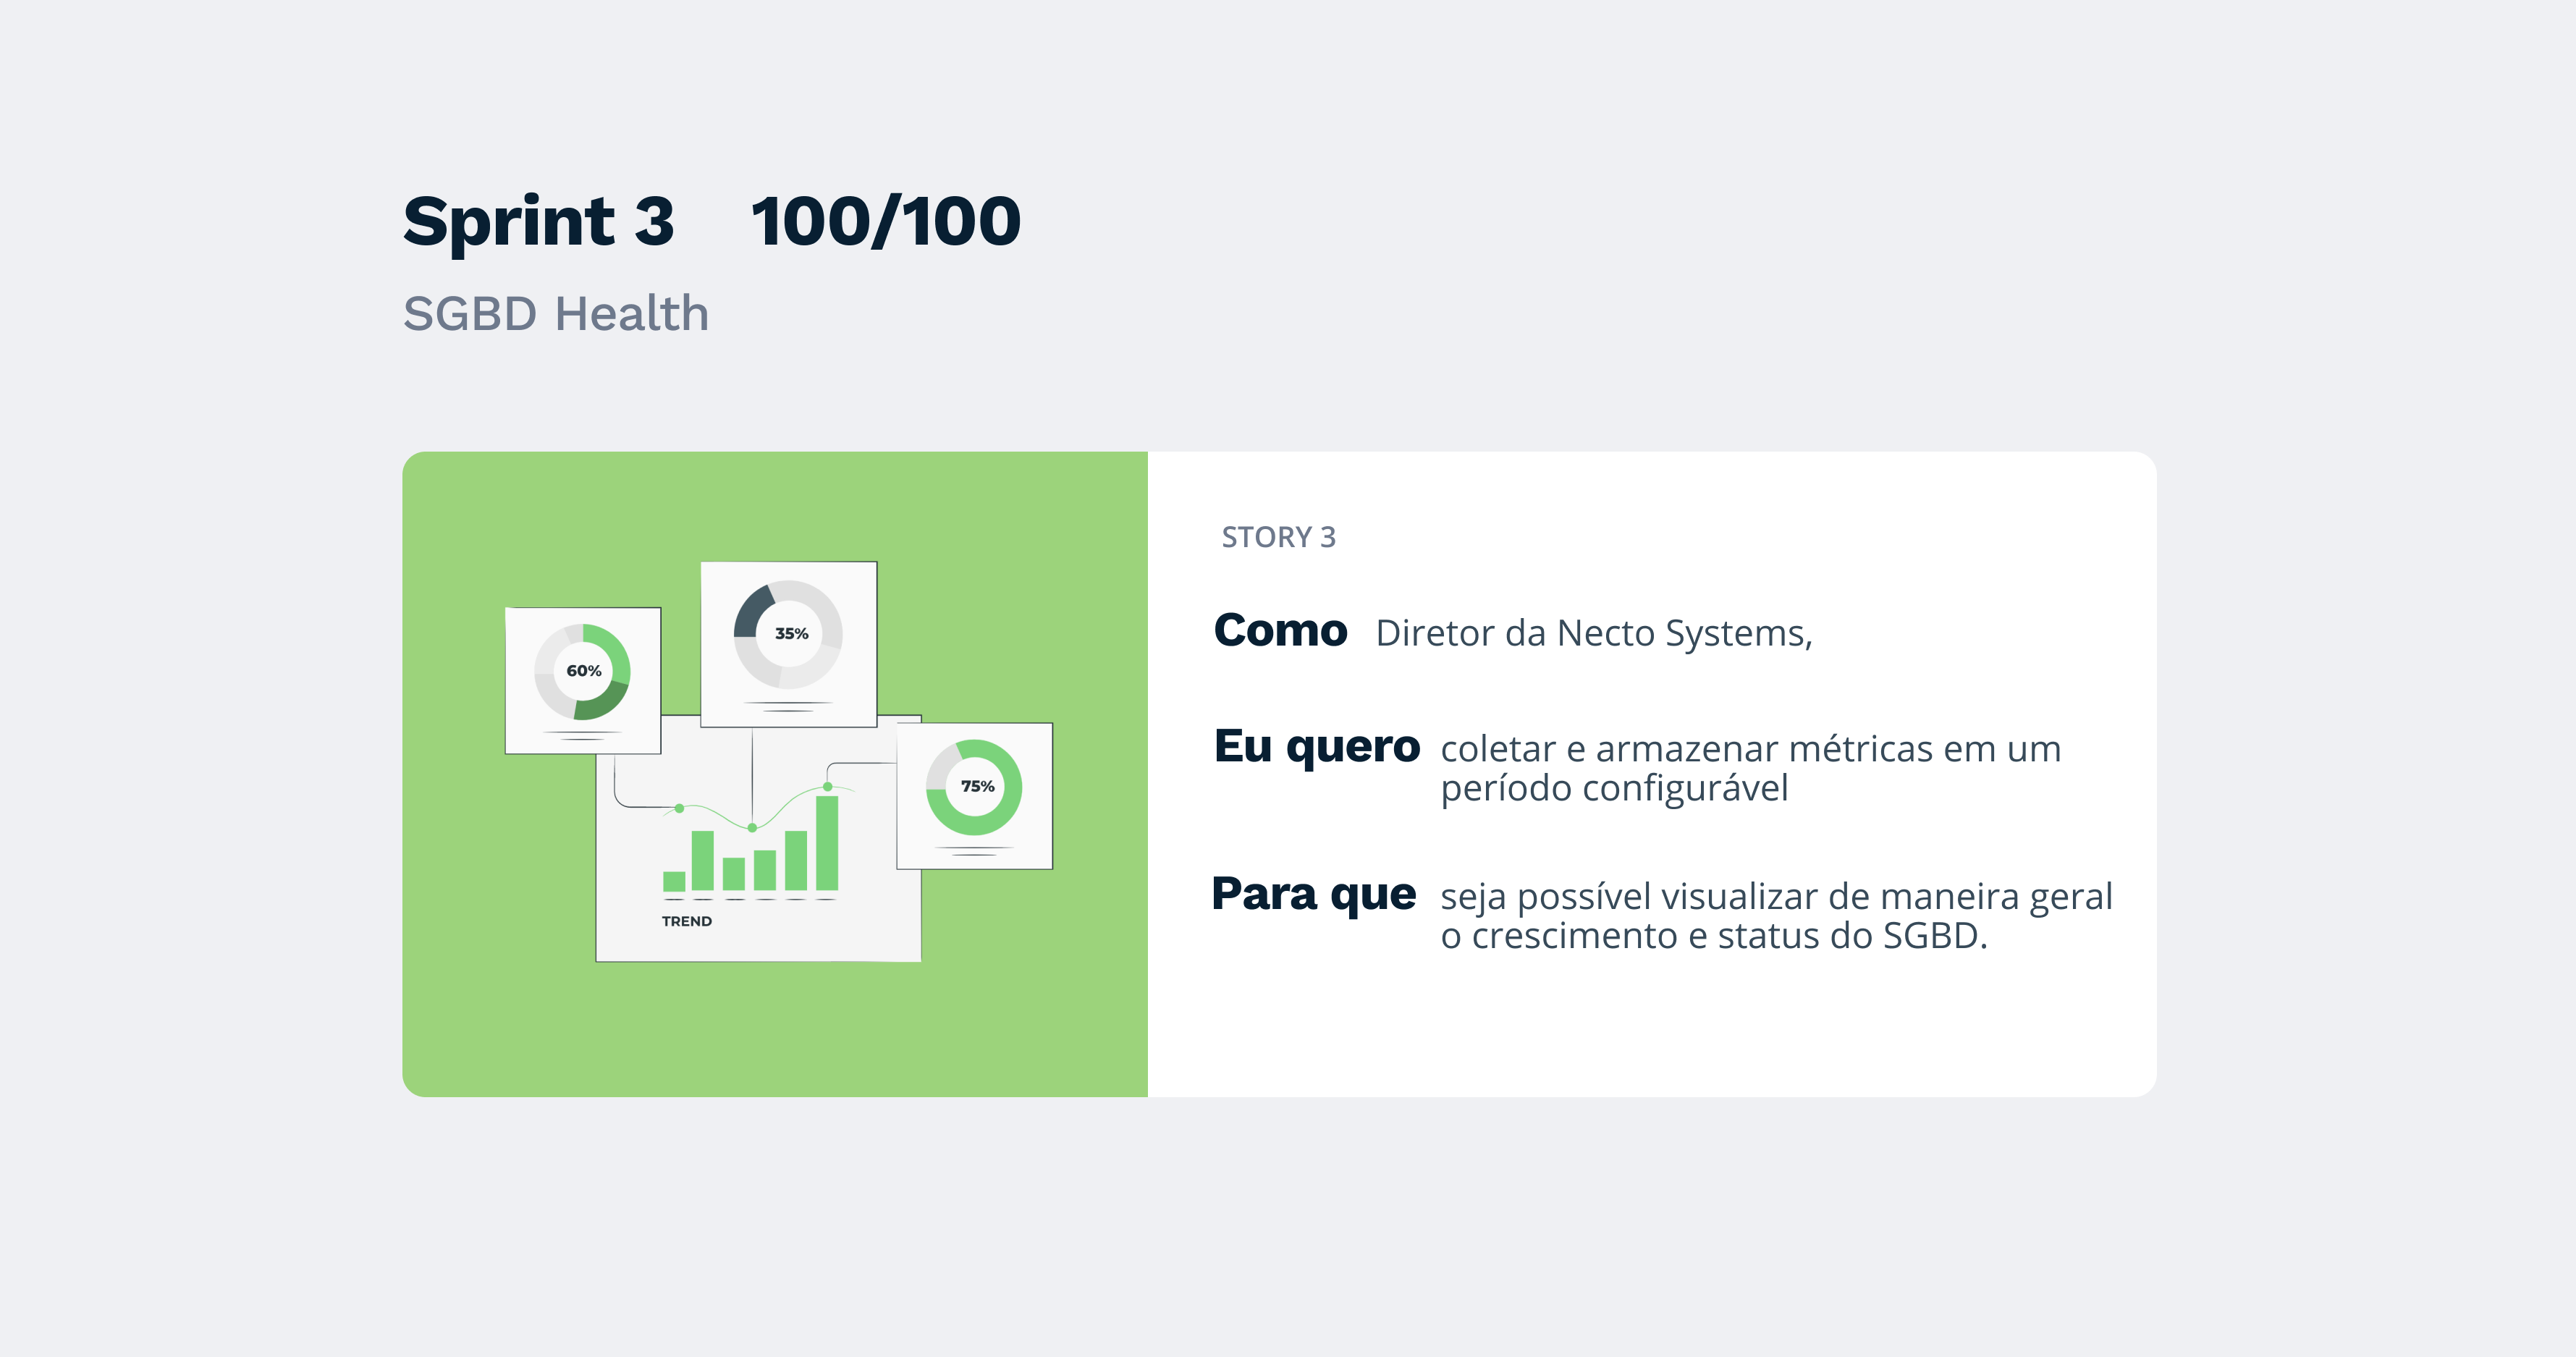 Sprint 3 100/100
SGBD Health
60%
35%
75%
TREND
STORY 3
Como Diretor da Necto Systems,
Eu quero coletar e armazenar métricas em um
período configurável
Para que seja possível visualizar de maneira geral
o crescimento e status do SGBD.